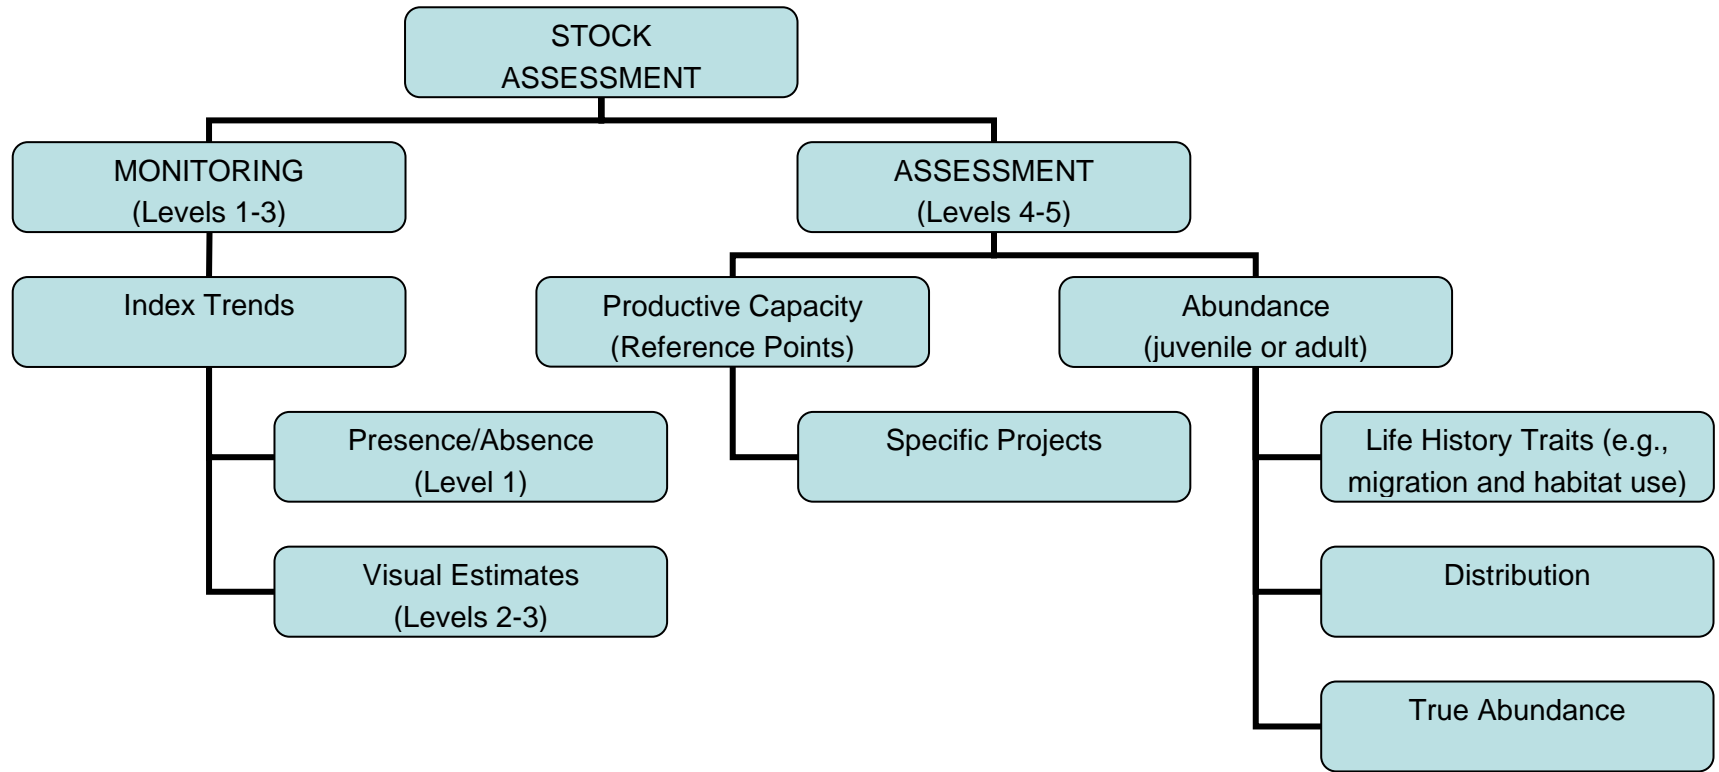 STOCK
ASSESSMENT
MONITORING
(Levels 1-3)
ASSESSMENT
(Levels 4-5)
Index Trends
Productive Capacity
(Reference Points)
Abundance
(juvenile or adult)
Presence/Absence
(Level 1)
Specific Projects
Life History Traits (e.g.,
migration and habitat use)
Visual Estimates
(Levels 2-3)
Distribution
True Abundance